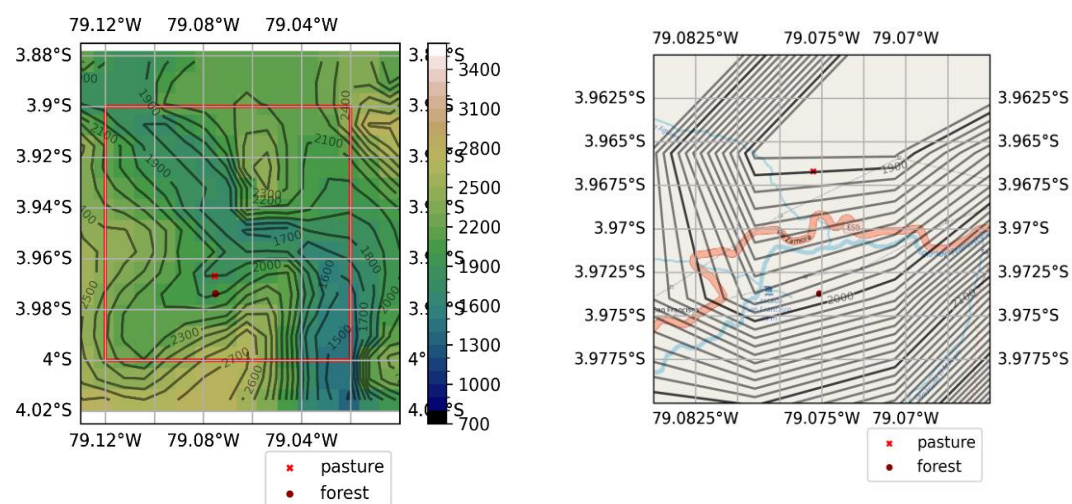 79.12°W 79.08°W 79.04°W
3.88°S
3.9°S
3.92°S
3.94°S
3.96°S
3.98°S
4°S
4.02°S
79.12°W 79.08°W 79.04°W
1900
2100
1900
2400
2100
2300
2200
1700
1800
2000
1600
2500
2300
2700
2600
1500
1700
2000
3400
3100
2800
2500
2200
1900
1600
1300
1000
700
pasture
forest
79.0825°W 79.075°W 79.07°W
3.9625°S 3.9625°S
3.965°S 3.965°S
3.9675°S 3.9675°S
3.97°S 3.97°S
3.9725°S 3.9725°S
3.975°S 3.975°S
3.9775°S 3.9775°S
1900
E50
Zamora
2000
2100
79.0825°W 79.075°W 79.07°W
pasture
forest